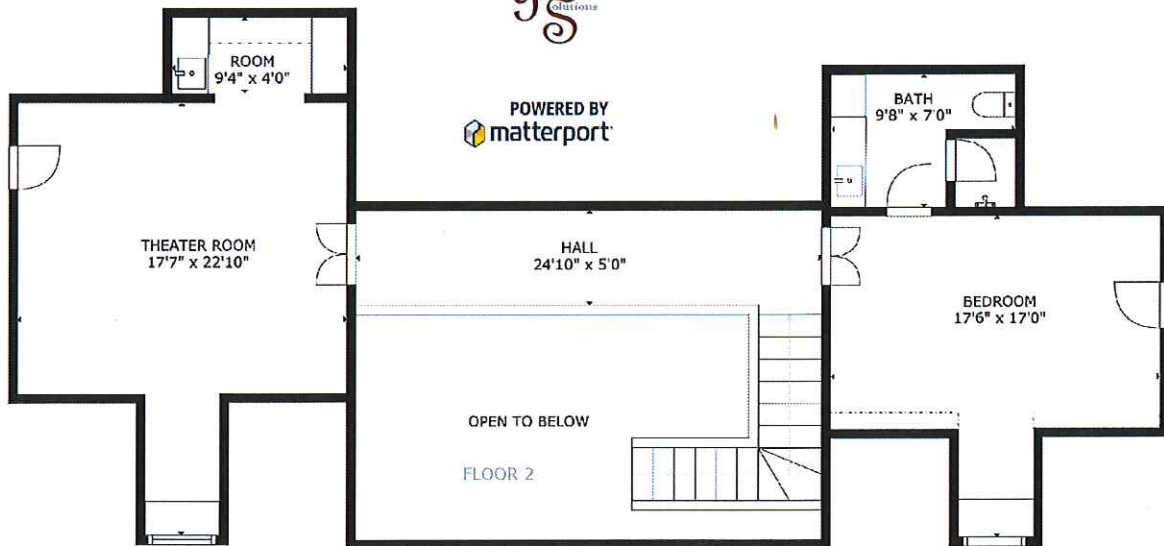 Solutions
ROOM
9'4" x 4'0"
POWERED BY
matterport
BATH
9'8" x 7'0"
THEATER ROOM
17'7" x 22'10"
HALL
24'10" x 5'0"
BEDROOM
17'6" x 17'0"
OPEN TO BELOW
FLOOR 2